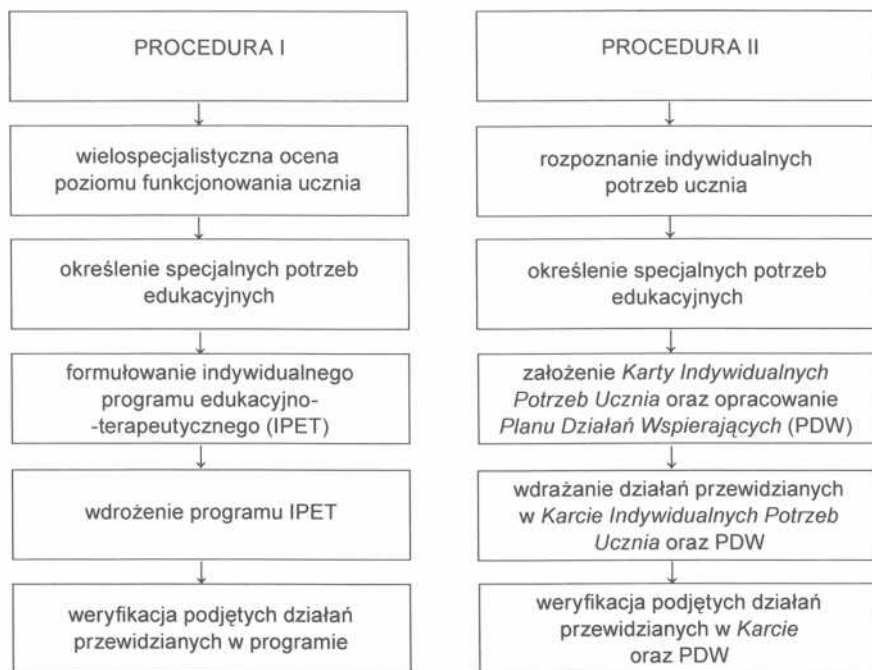 PROCEDURA I
wielospecjalistyczna ocena
poziomu funkcjonowania ucznia
określenie specjalnych potrzeb
edukacyjnych
formułowanie indywidualnego
programu edukacyjno-
-terapeutycznego (IPET)
wdrożenie programu IPET
weryfikacja podjętych działań
przewidzianych w programie
PROCEDURA II
rozpoznanie indywidualnych
potrzeb ucznia
określenie specjalnych potrzeb
edukacyjnych
założenie Karty Indywidualnych
Potrzeb Ucznia oraz opracowanie
Planu Działań Wspierających (PDW)
wdrażanie działań przewidzianych
w Karcie Indywidualnych Potrzeb
Ucznia oraz PDW
weryfikacja podjętych działań
przewidzianych w Karcie
oraz PDW